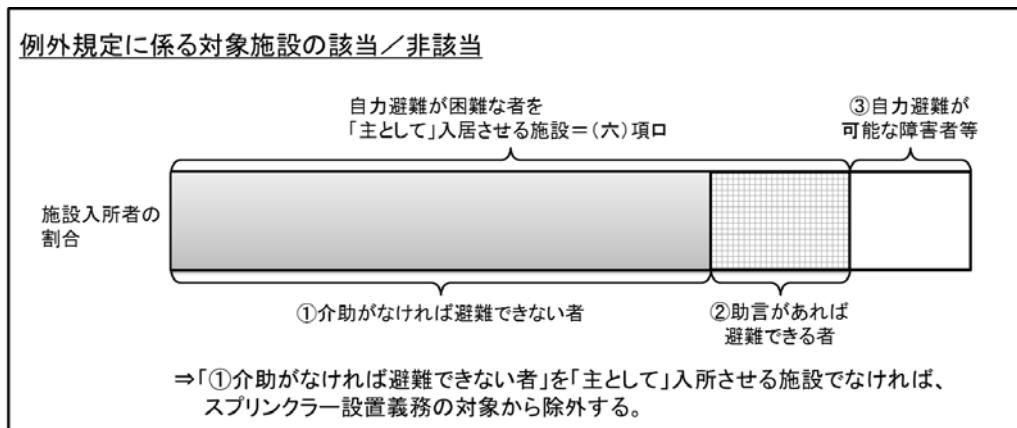 例外規定に係る対象施設の該当／非該当
自力避難が困難な者を
「主として」入居させる施設＝(六)項ロ
③自力避難が
可能な障害者等
施設入所者の
割合
①介助がなければ避難できない者
②助言があれば
避難できる者
⇒「①介助がなければ避難できない者」を「主として」入所させる施設でなければ、
スプリンクラー設置義務の対象から除外する。